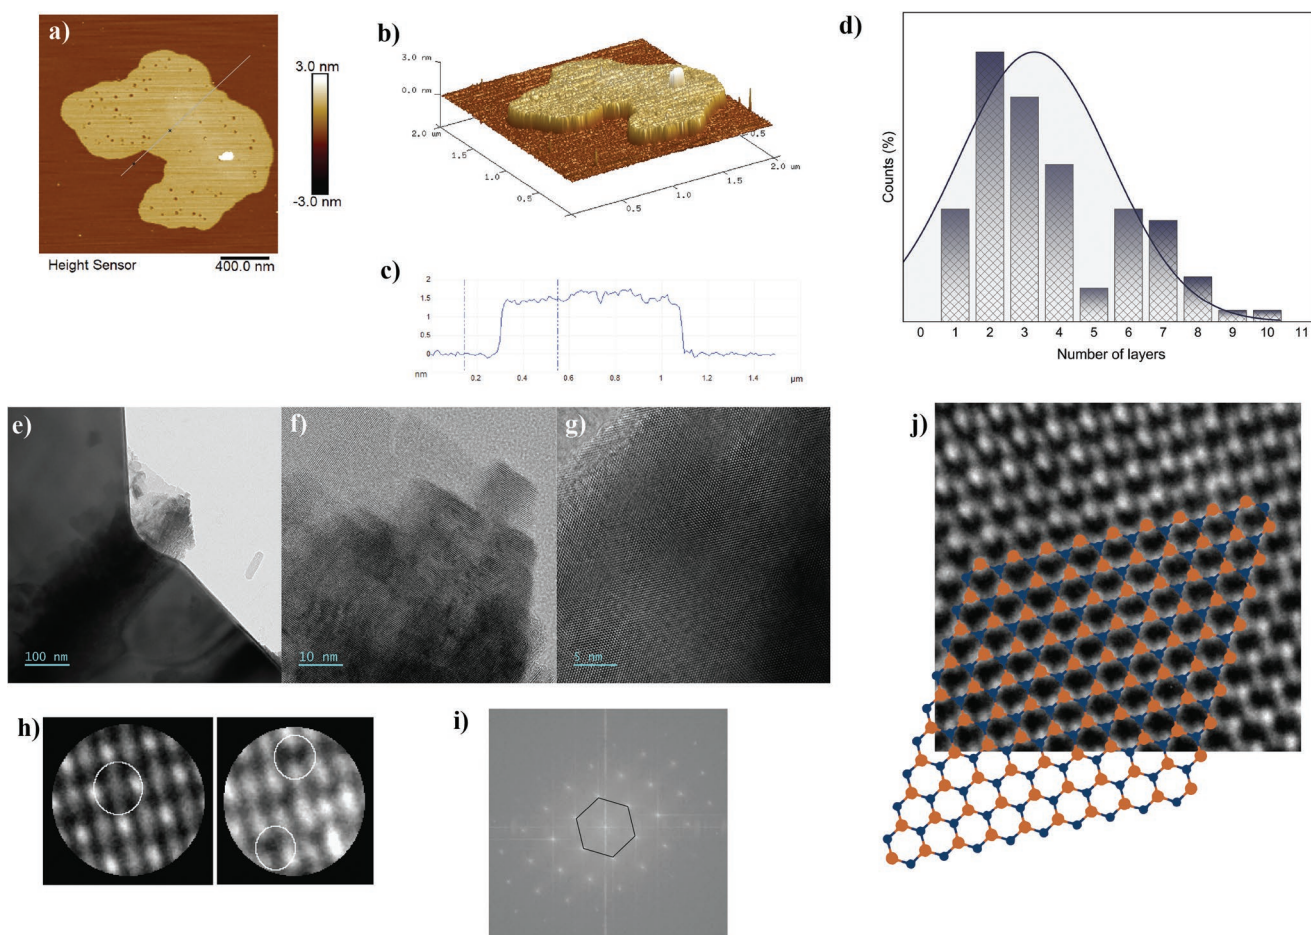 a)
3.0 nm
-3.0 nm
Height Sensor
400.0 nm
b)
3.0 nm
0.0 nm
2.0 um
1.5
1.0
0.5
0.5
1.0
1.5
2.0 um
0.5
c)
2
1.5
1
0.5
0
nm
0.2
0.4
0.6
0.8
1
1.2
1.4
µm
d)
Counts (%)
0 1 2 3 4 5 6 7 8 9 10 11
Number of layers
e)
100 nm
f)
10 nm
g)
5 nm
h)
i)
j)